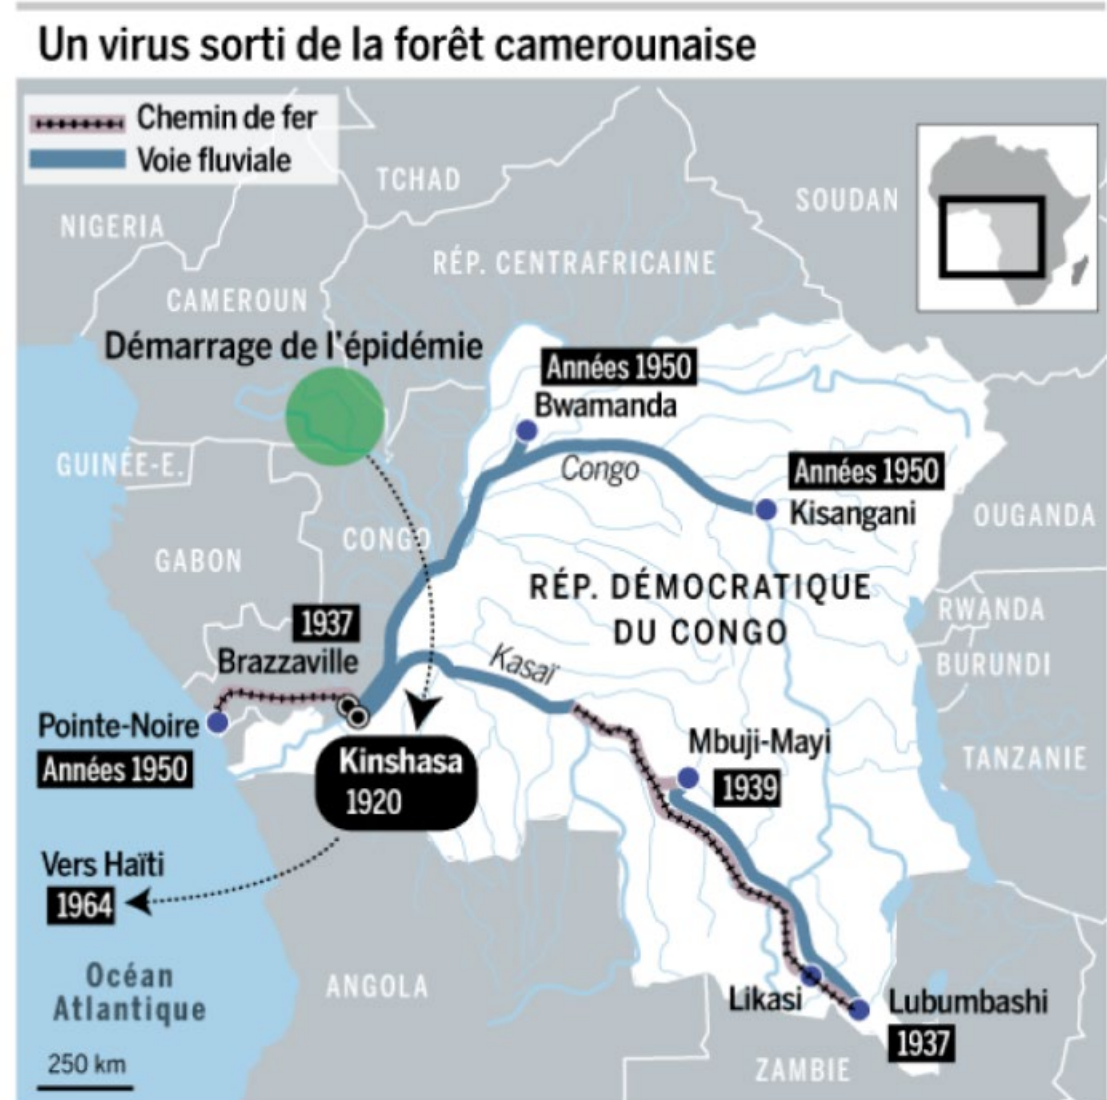 Un virus sorti de la forêt camerounaise
Chemin de fer
Voie fluviale
TCHAD
SOUDAN
NIGERIA
RÉP. CENTRAFRICAINE
CAMEROUN
Démarrage de l'épidémie
Années 1950
Bwamanda
GUINÉE-E.
Congo
Années 1950
Kisangani
OUGANDA
CONGO
GABON
RÉP. DÉMOCRATIQUE
DU CONGO
RWANDA
BURUNDI
1937
Brazzaville
Kasaï
Pointe-Noire
Années 1950
Kinshasa
1920
Mbuji-Mayi
1939
TANZANIE
Vers Haïti
1964
Océan
Atlantique
ANGOLA
Likasi
Lubumbashi
1937
250 km
ZAMBIE